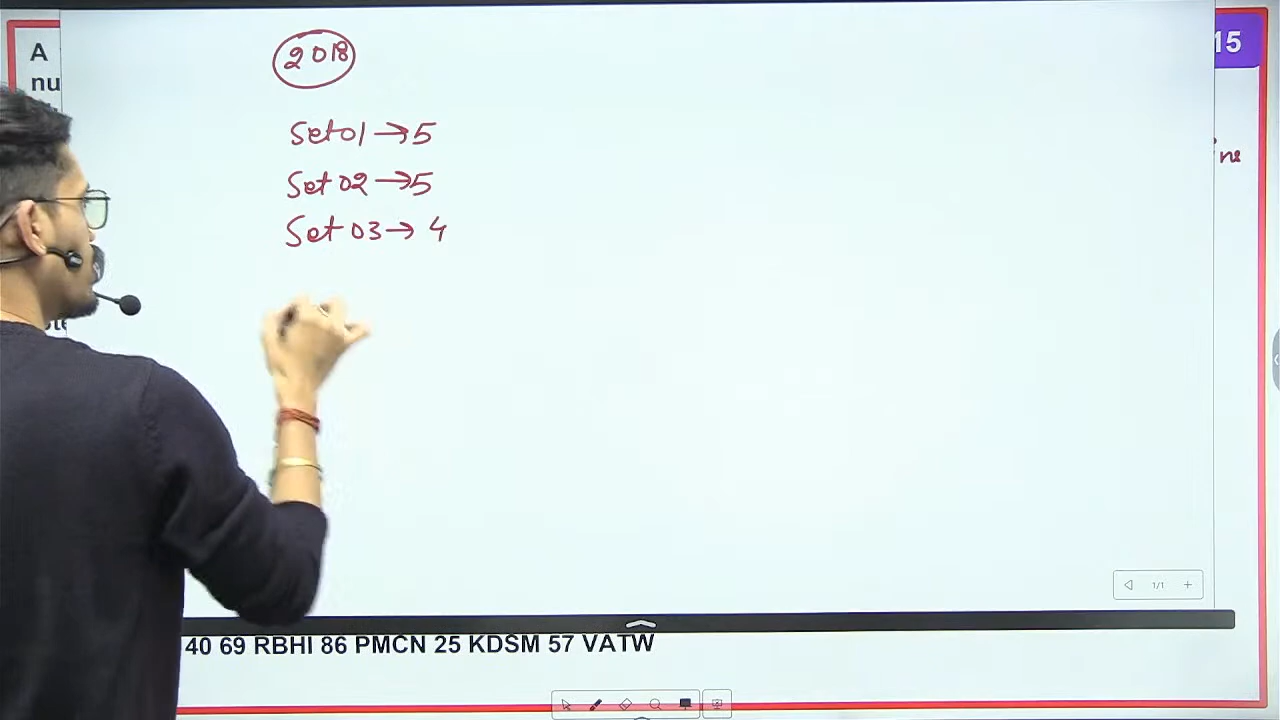 2018
15
A
nu
Set 01 → 5
ne
Set 02 → 5
Set 03 → 4
1/1
40 69 RBHI 86 PMCN 25 KDSM 57 VATW